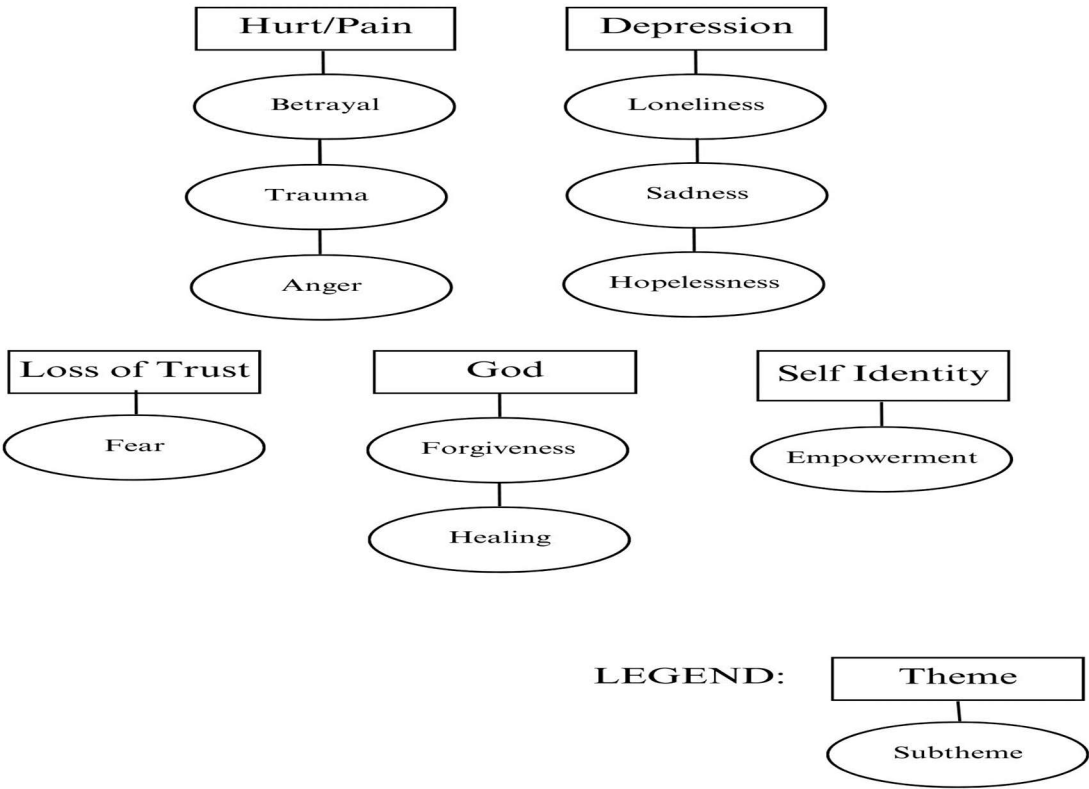 Hurt/Pain
Betrayal
Trauma
Anger
Depression
Loneliness
Sadness
Hopelessness
Loss of Trust
Fear
God
Forgiveness
Healing
Self Identity
Empowerment
LEGEND:
Theme
Subtheme